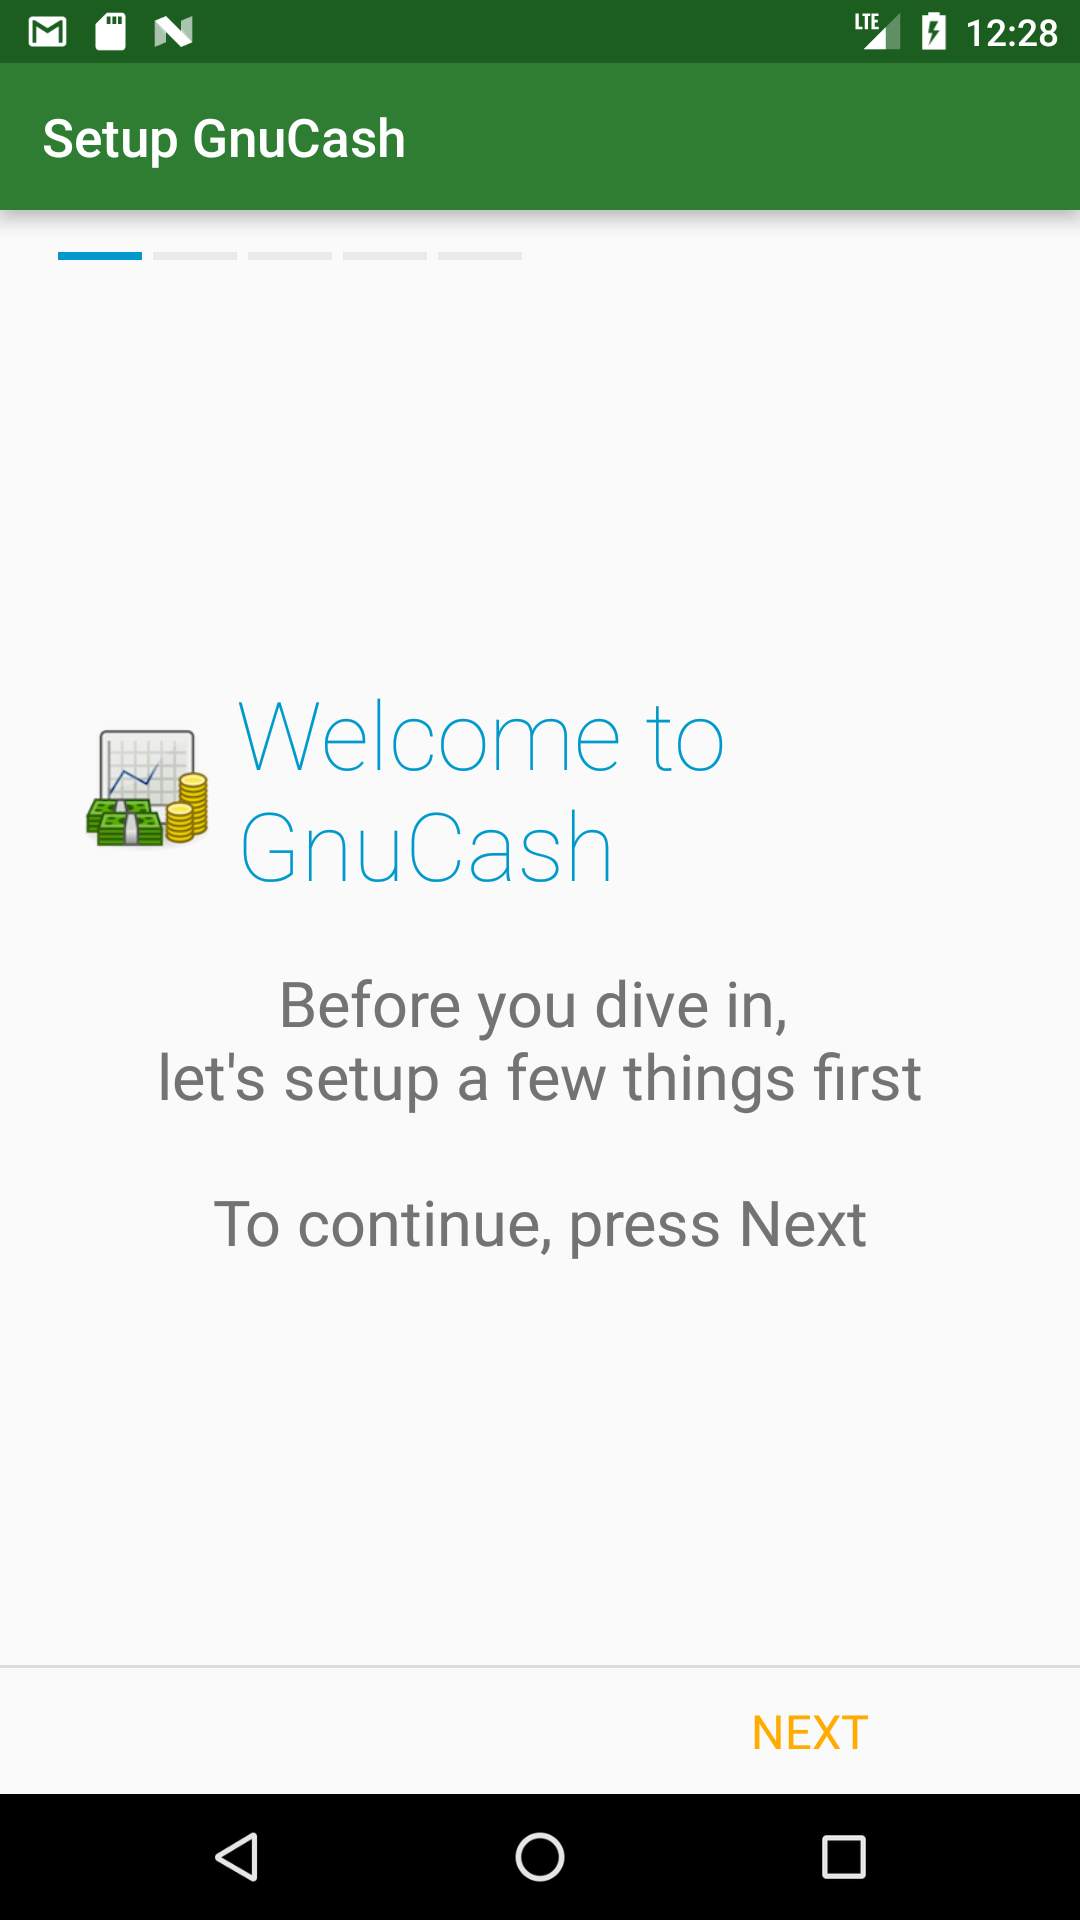 LTE 12:28
Setup GnuCash
Welcome to
GnuCash
Before you dive in,
let's setup a few things first
To continue, press Next
NEXT